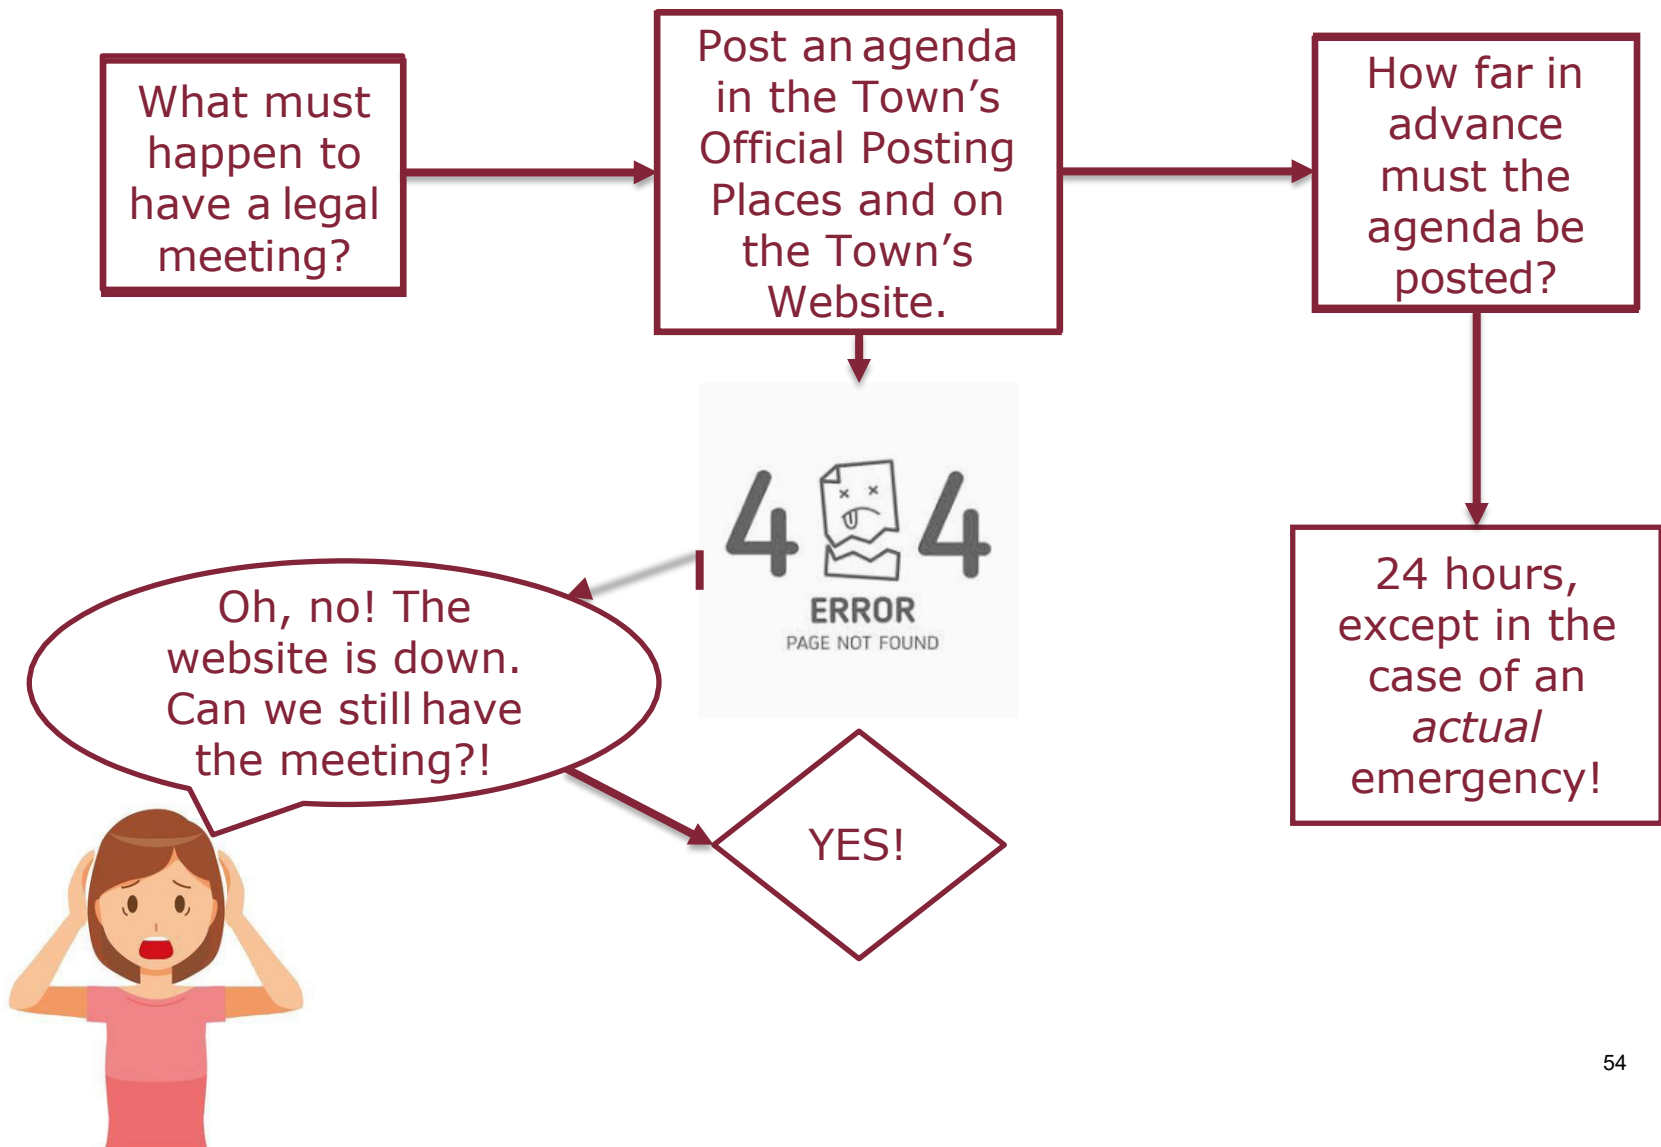 What must
happen to
have a legal
meeting?
Post an agenda
in the Town's
Official Posting
Places and on
the Town's
Website.
How far in
advance
must the
agenda be
posted?
4 4
ERROR
PAGE NOT FOUND
Oh, no! The
website is down.
Can we still have
the meeting?!
YES!
24 hours,
except in the
case of an
actual
emergency!
54